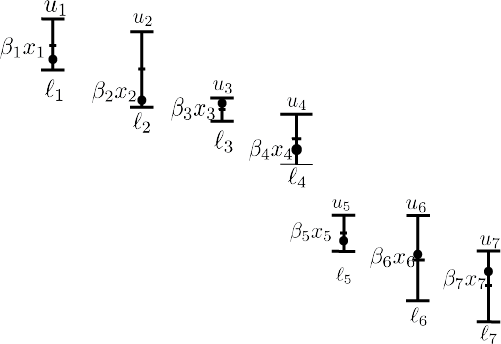 u₁
β₁x₁
ℓ₁
u₂
β₂x₂
ℓ₂
u₃
β₃x₃
ℓ₃
u₄
β₄x₄
ℓ₄
u₅
β₅x₅
ℓ₅
u₆
β₆x₆
ℓ₆
u₇
β₇x₇
ℓ₇